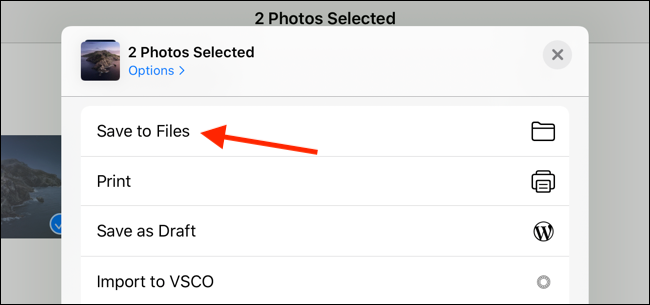 2 Photos Selected
2 Photos Selected
Options >
Save to Files
Print
Save as Draft
Import to VSCO